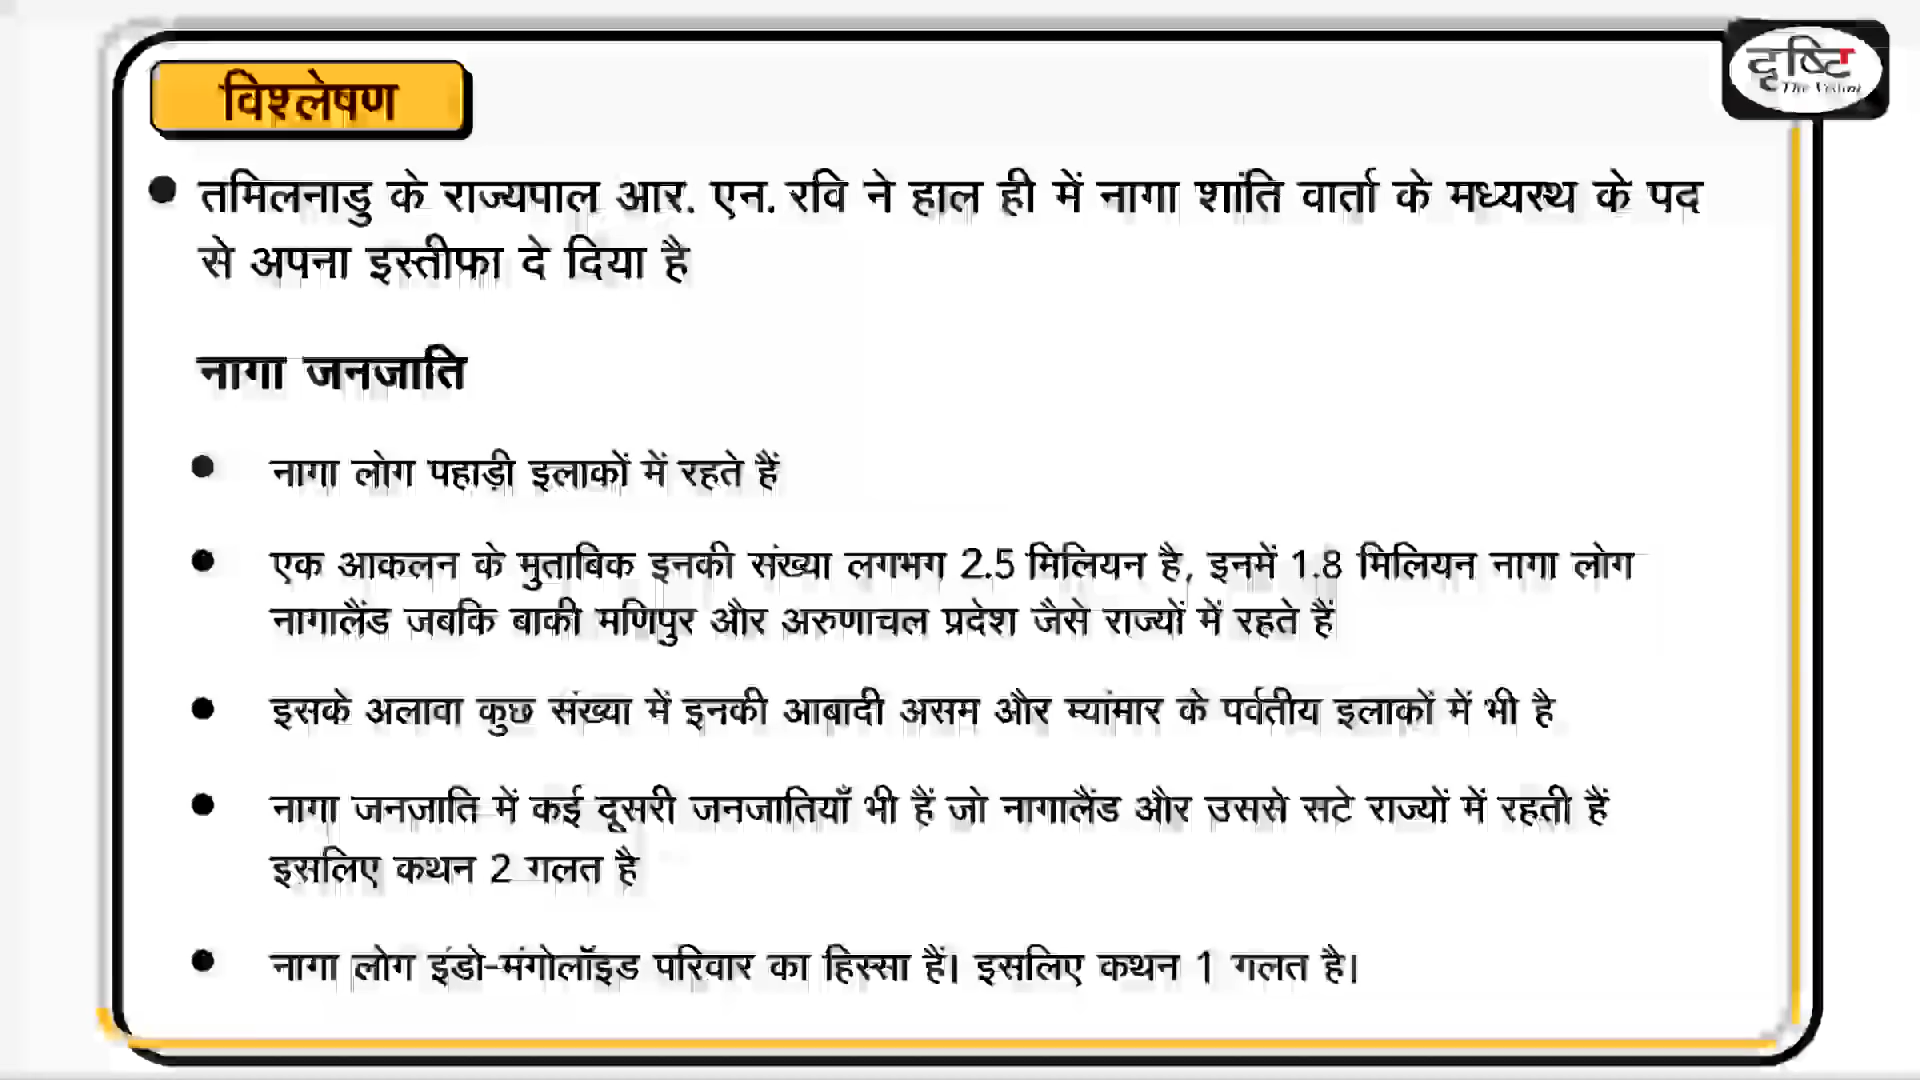 दृष्टि
The Vision
विश्लेषण
तमिलनाडु के राज्यपाल आर. एन. रवि ने हाल ही में नागा शांति वार्ता के मध्यस्थ के पद
से अपना इस्तीफा दे दिया है
नागा जनजाति
नागा लोग पहाड़ी इलाकों में रहते हैं
एक आकलन के मुताबिक इनकी संख्या लगभग 2.5 मिलियन है, इनमें 1.8 मिलियन नागा लोग
नागालैंड जबकि बाकी मणिपुर और अरुणाचल प्रदेश जैसे राज्यों में रहते हैं
इसके अलावा कुछ संख्या में इनकी आबादी असम और म्यांमार के पर्वतीय इलाकों में भी है
नागा जनजाति में कई दूसरी जनजातियाँ भी हैं जो नागालैंड और उससे सटे राज्यों में रहती हैं
इसलिए कथन 2 गलत है
नागा लोग इंडो-मंगोलॉइड परिवार का हिस्सा हैं। इसलिए कथन 1 गलत है।